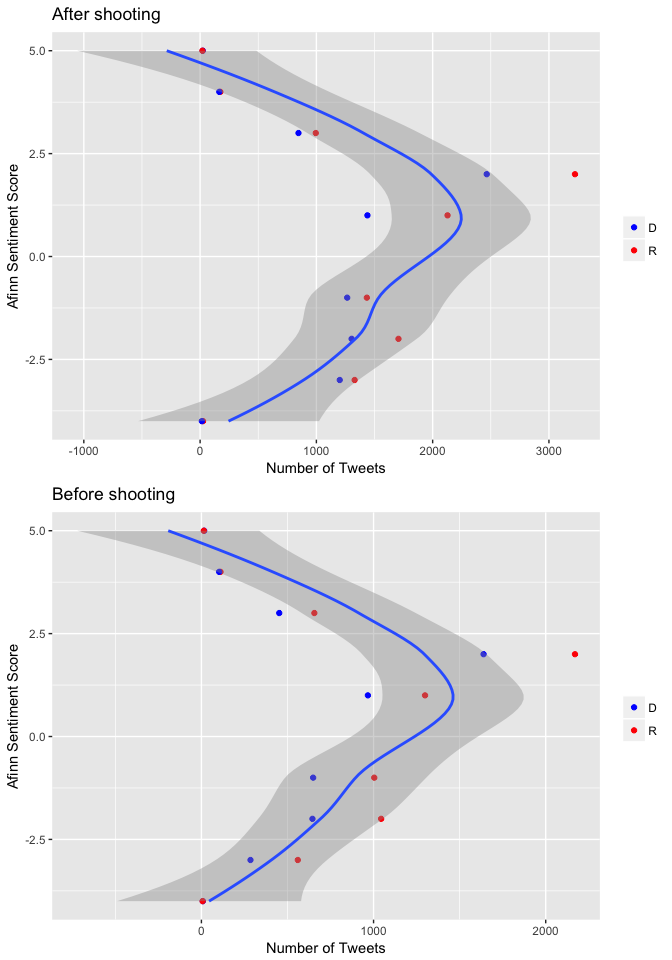 After shooting
5.0
2.5
0.0
-2.5
Afinn Sentiment Score
-1000 0 1000 2000 3000
Number of Tweets
D
R
Before shooting
5.0
2.5
0.0
-2.5
Afinn Sentiment Score
0 1000 2000
Number of Tweets
D
R